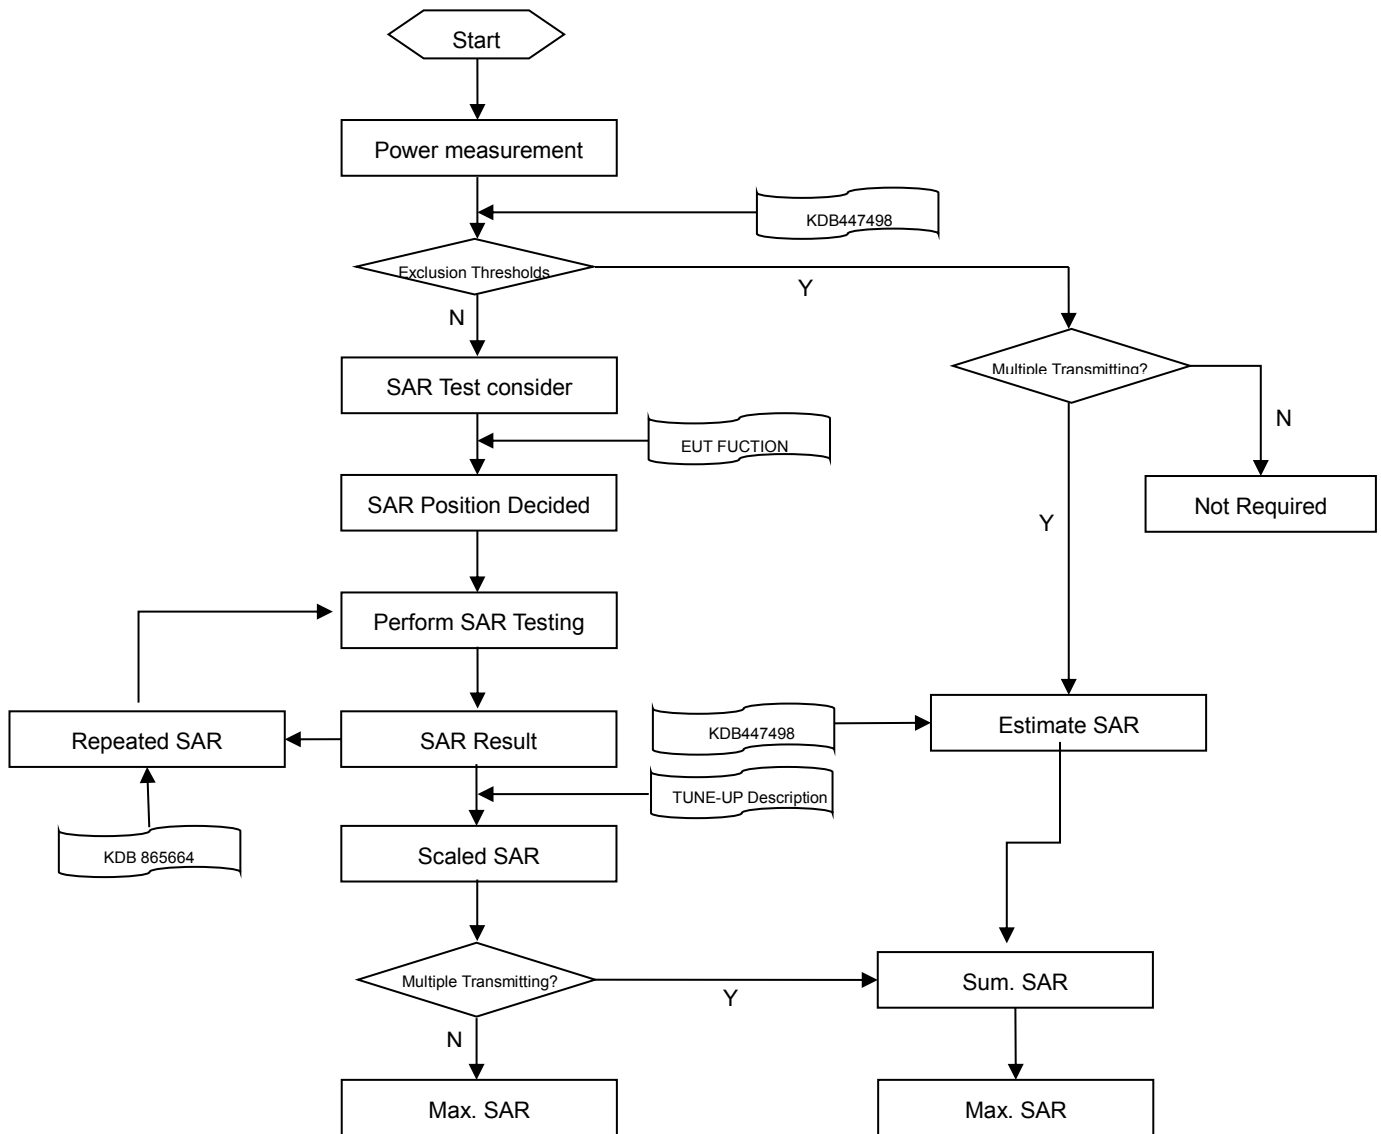 Start
Power measurement
KDB447498
Exclusion Thresholds
Y
N
SAR Test consider
Multiple Transmitting?
N
EUT FUCTION
SAR Position Decided
Not Required
Y
Perform SAR Testing
Repeated SAR
SAR Result
KDB447498
Estimate SAR
TUNE-UP Description
KDB 865664
Scaled SAR
Multiple Transmitting?
Y
Sum. SAR
N
Max. SAR
Max. SAR